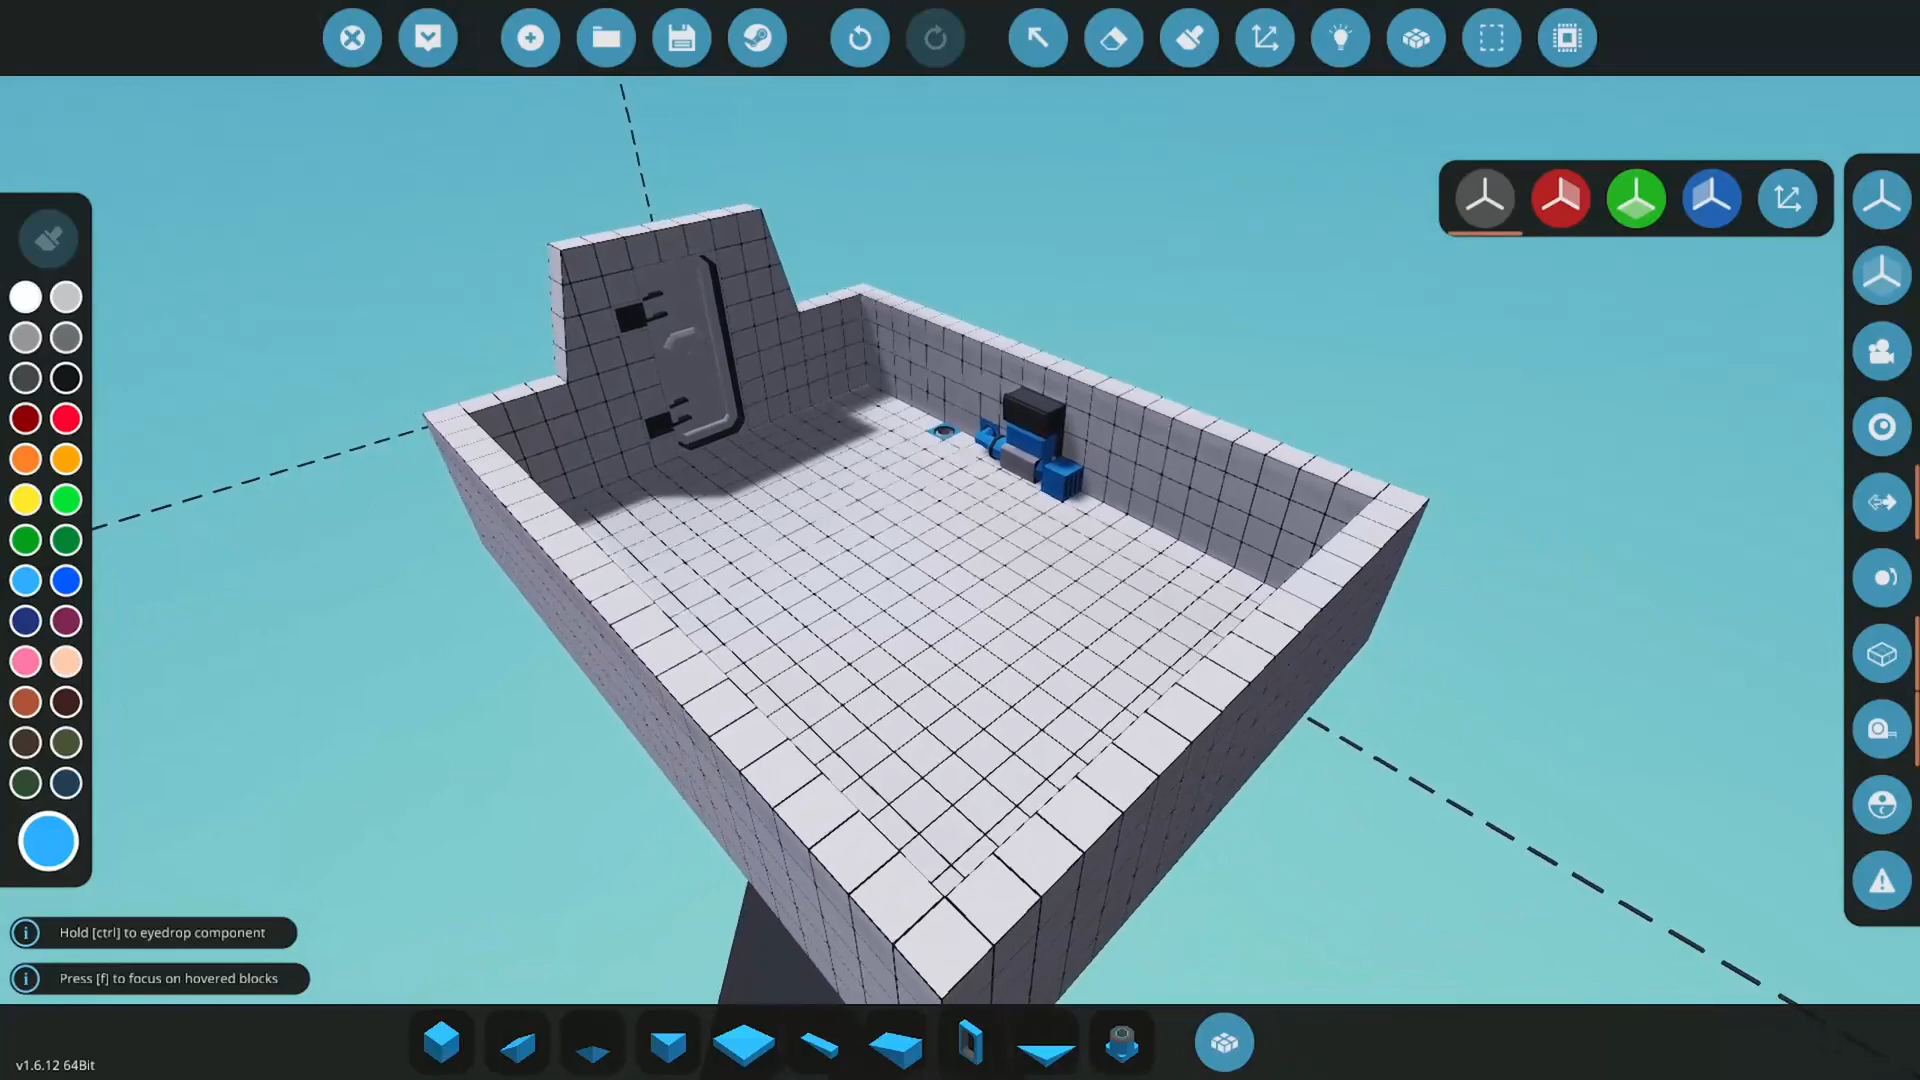 Hold [ctrl] to eyedrop component
Press [f] to focus on hovered blocks
v1.6.12 64Bit